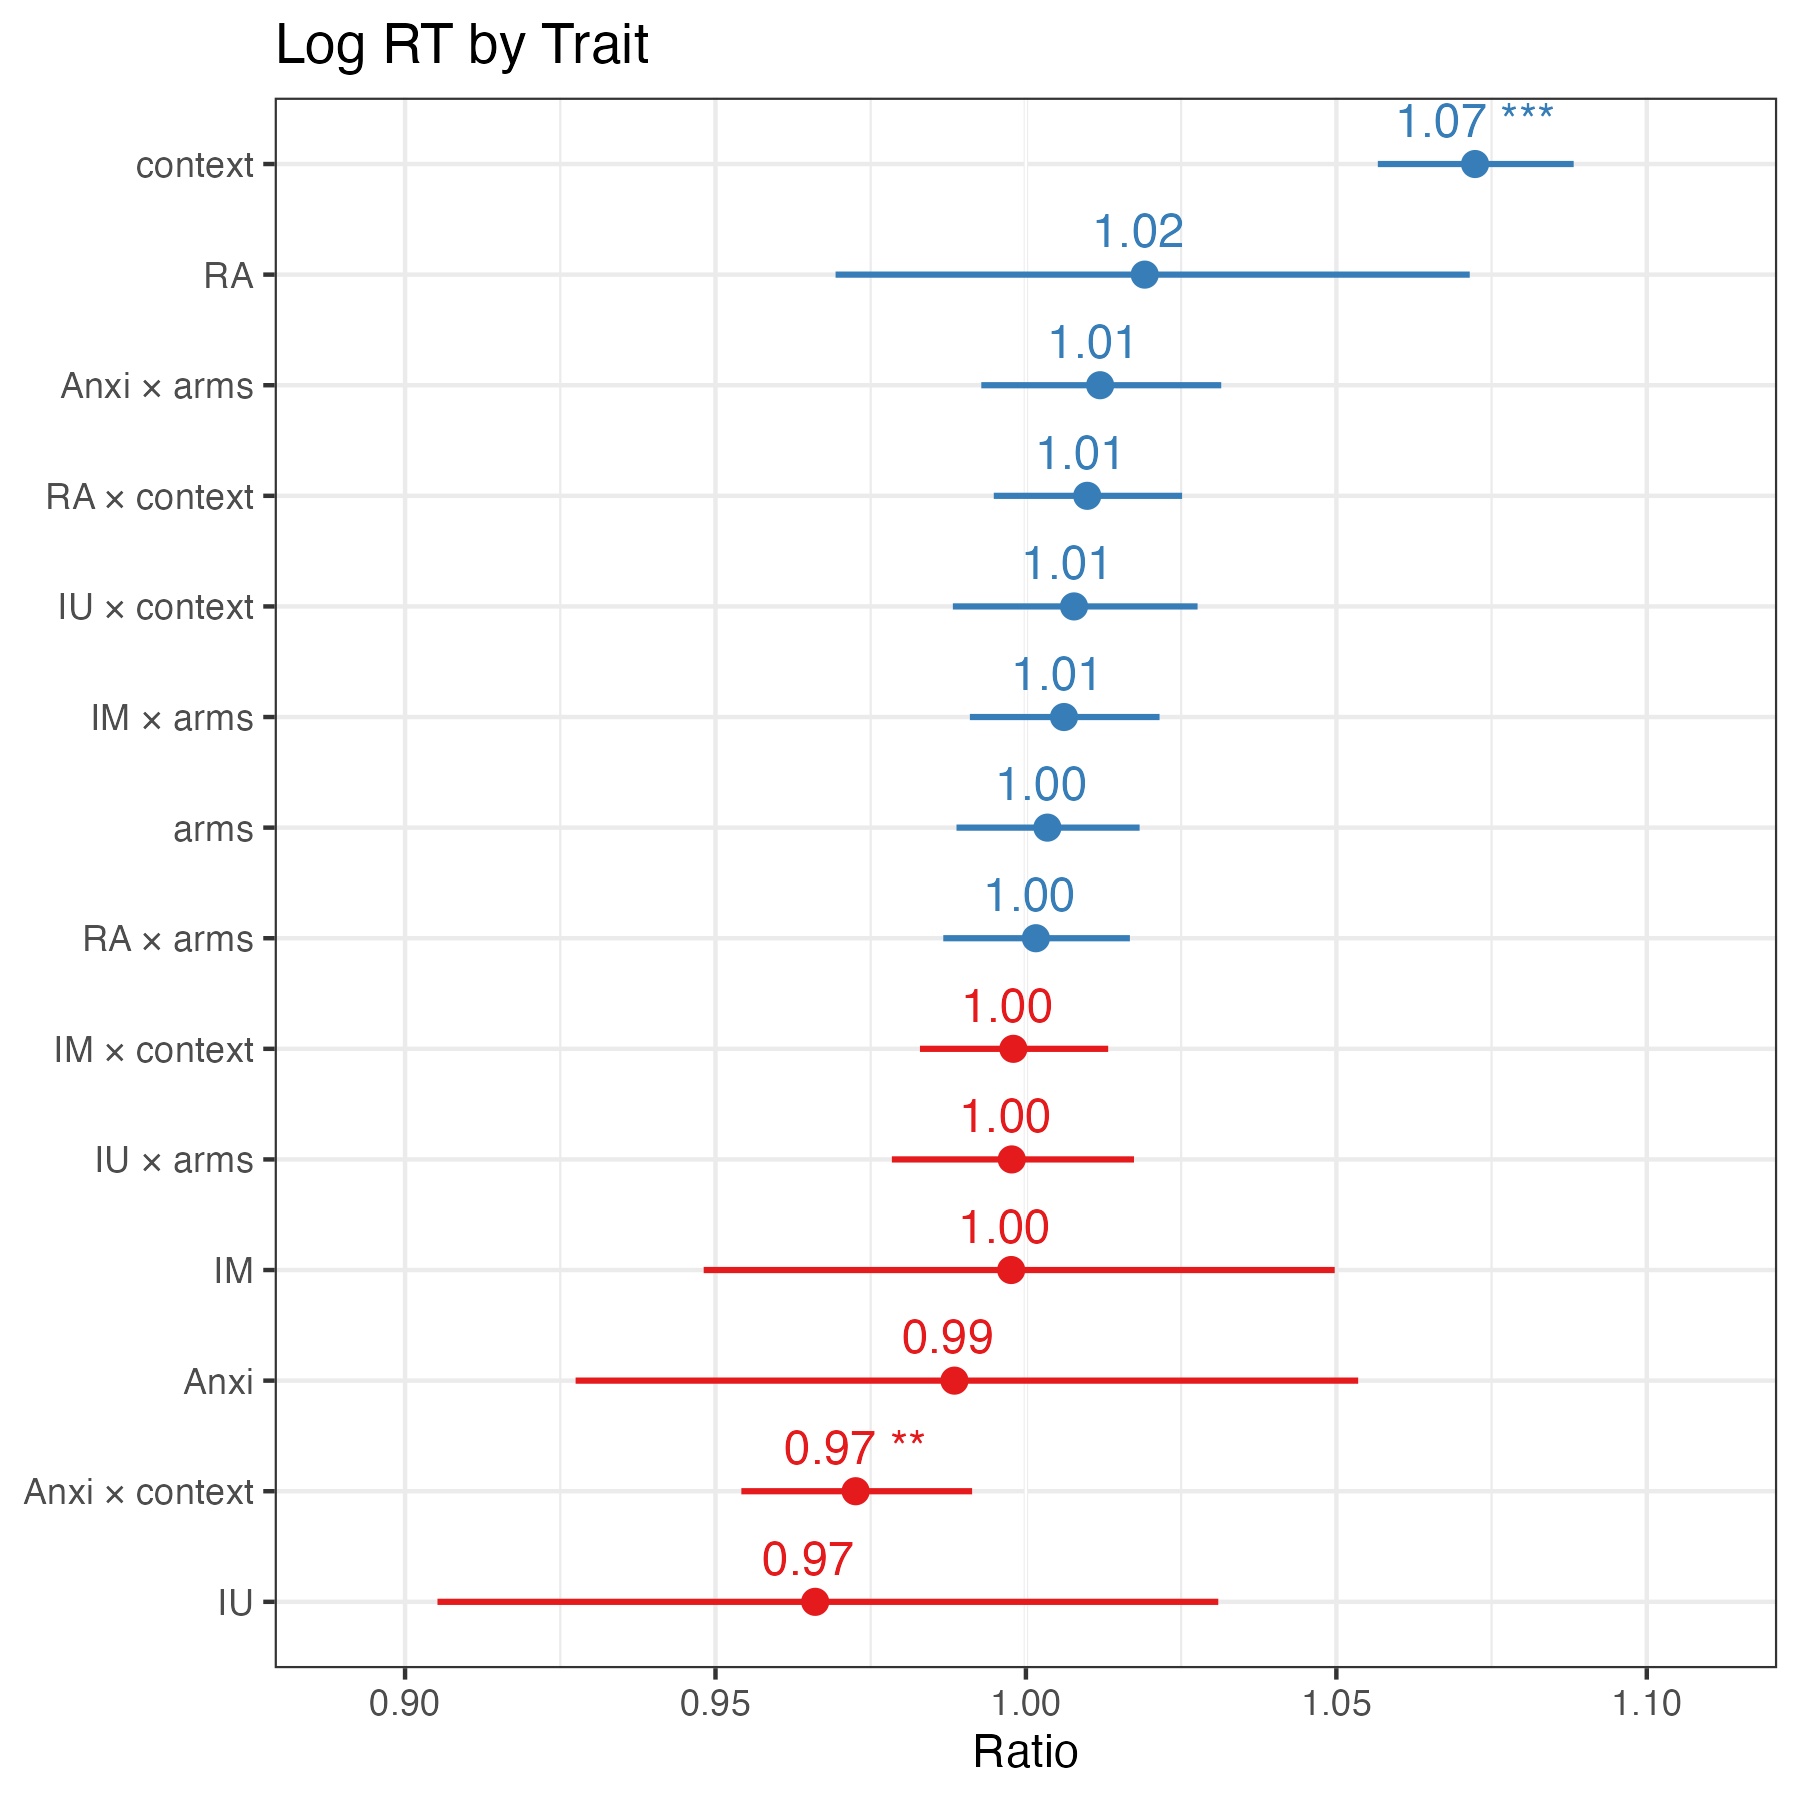 Log RT by Trait
1.07 ***
context
1.02
RA
1.01
Anxi × arms
1.01
RA × context
1.01
IU × context
1.01
IM × arms
1.00
arms
1.00
RA × arms
1.00
IM × context
1.00
IU × arms
1.00
IM
0.99
Anxi
0.97 **
Anxi × context
0.97
IU
0.90 0.95 1.00 1.05 1.10
Ratio